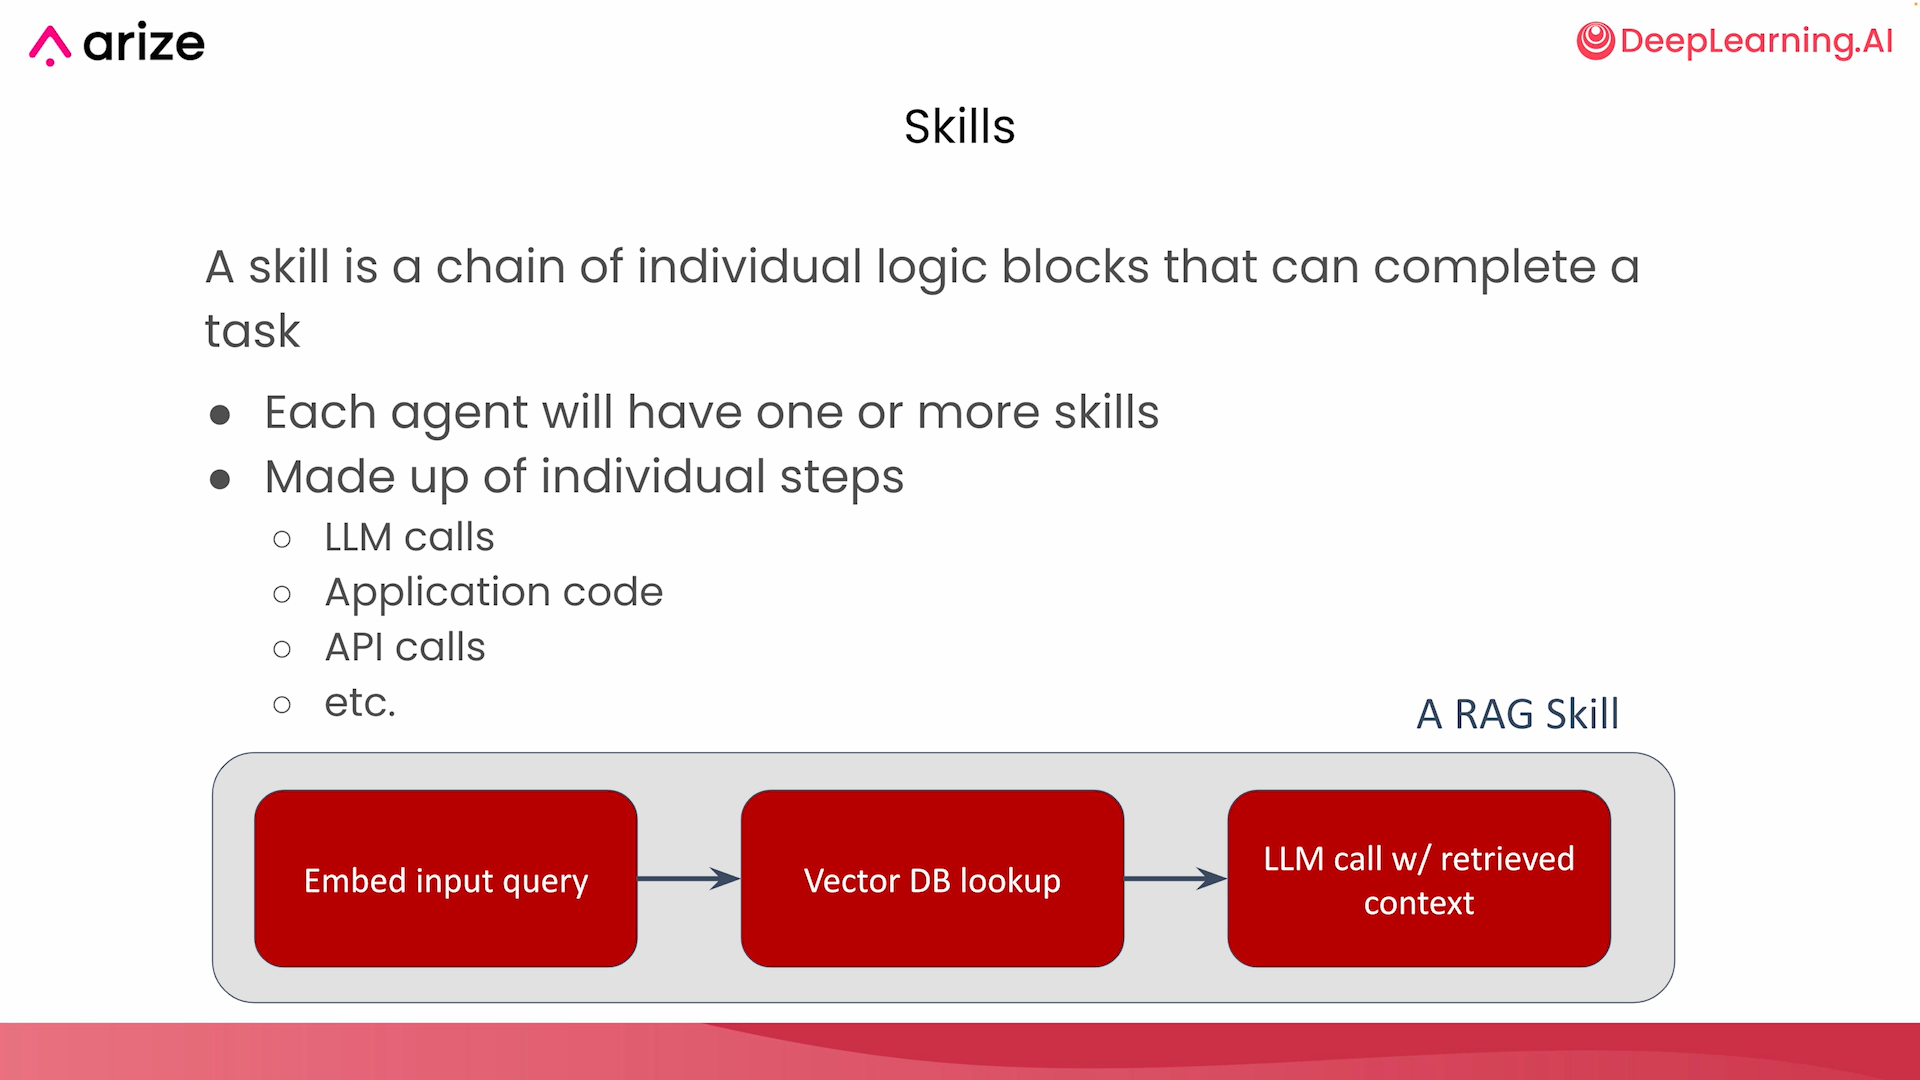 arize
DeepLearning.AI
Skills
A skill is a chain of individual logic blocks that can complete a
task
● Each agent will have one or more skills
● Made up of individual steps
○ LLM calls
○ Application code
○ API calls
○ etc.
A RAG Skill
Embed input query
Vector DB lookup
LLM call w/ retrieved
context